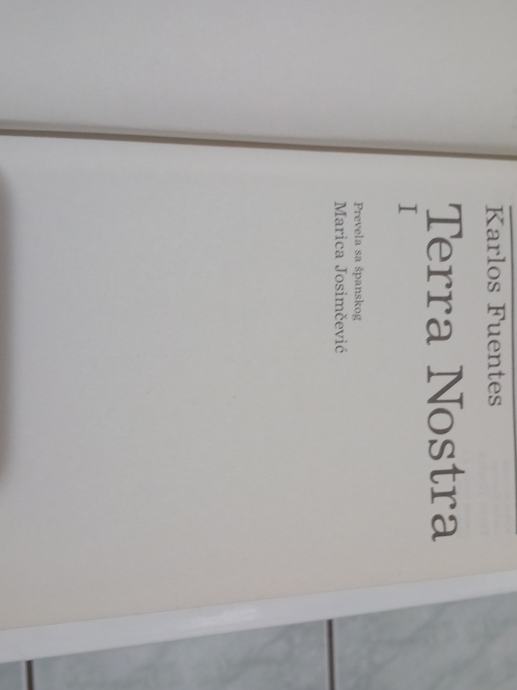 Karlos Fuentes
Terra Nostra
I
Prevela sa španskog
Marica Josimčević